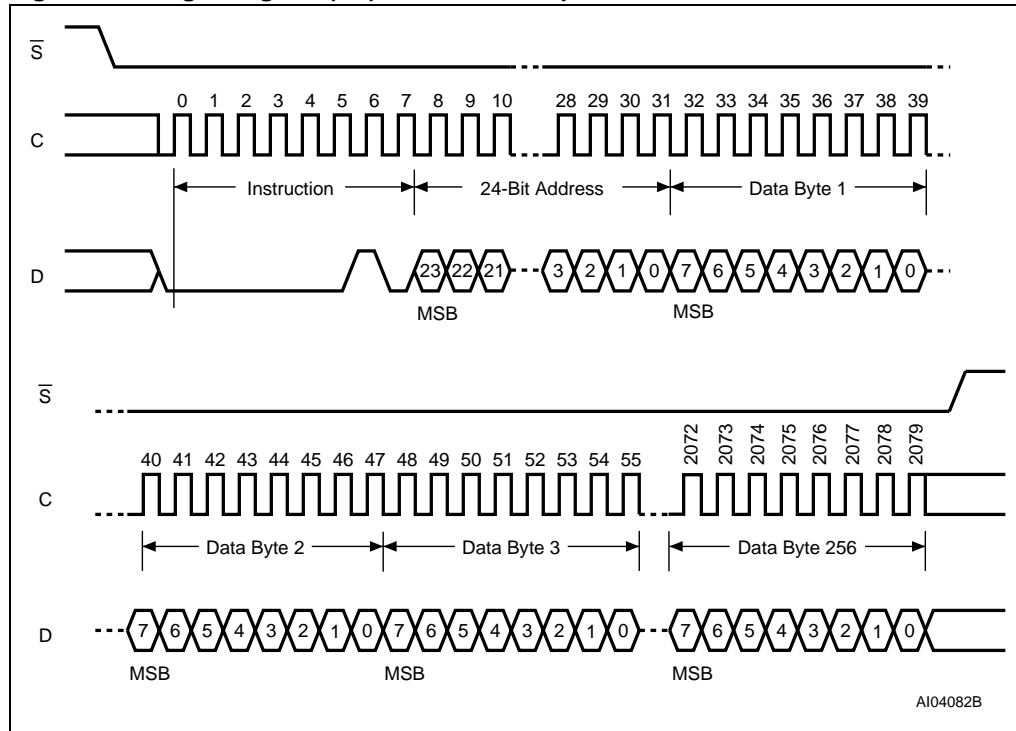 S
0 1 2 3 4 5 6 7 8 9 10 28 29 30 31 32 33 34 35 36 37 38 39
C
Instruction 24-Bit Address Data Byte 1
D 23 22 21 3 2 1 0 7 6 5 4 3 2 1 0
MSB MSB
S
40 41 42 43 44 45 46 47 48 49 50 51 52 53 54 55 2072 2073 2074 2075 2076 2077 2078 2079
C
Data Byte 2 Data Byte 3 Data Byte 256
D 7 6 5 4 3 2 1 0 7 6 5 4 3 2 1 0 7 6 5 4 3 2 1 0
MSB MSB MSB
AI04082B